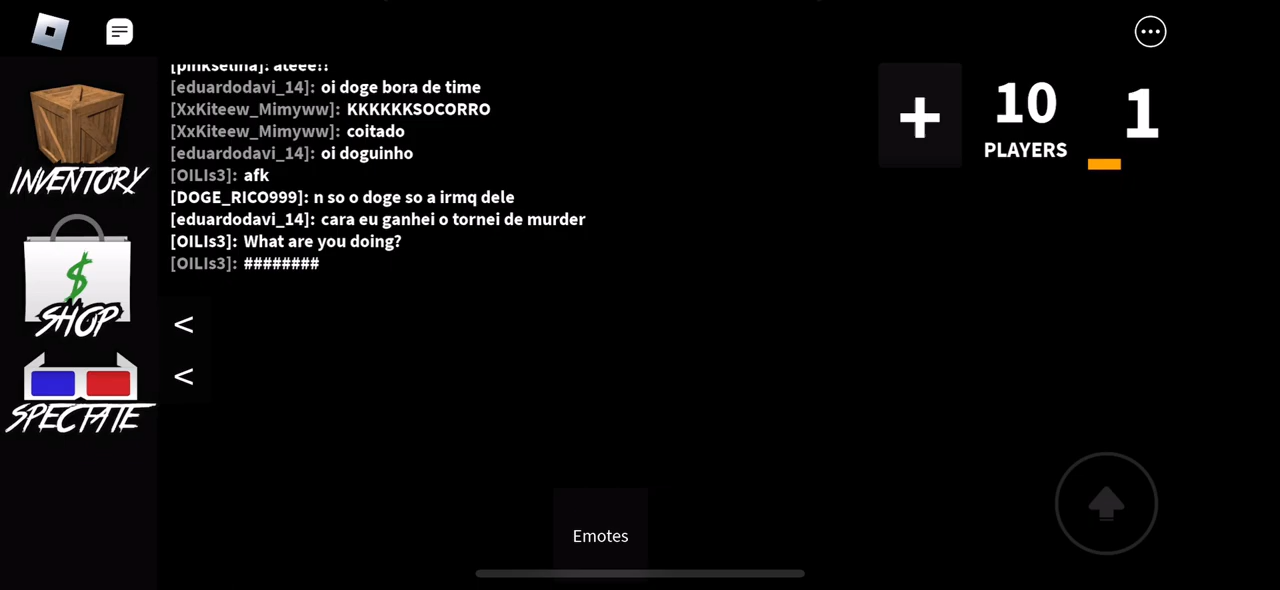 [pinkselina]: ateee!!
[eduardodavi_14]: oi doge bora de time
[XxKiteew_Mimyww]: KKKKKKSOCORRO
[XxKiteew_Mimyww]: coitado
[eduardodavi_14]: oi doguinho
[OILIs3]: afk
[DOGE_RICO999]: n so o doge so a irmq dele
[eduardodavi_14]: cara eu ganhei o tornei de murder
[OILIs3]: What are you doing?
[OILIs3]: ########
INVENTORY
$
SHOP
SPECTATE
<
<
+
10
PLAYERS
1
Emotes